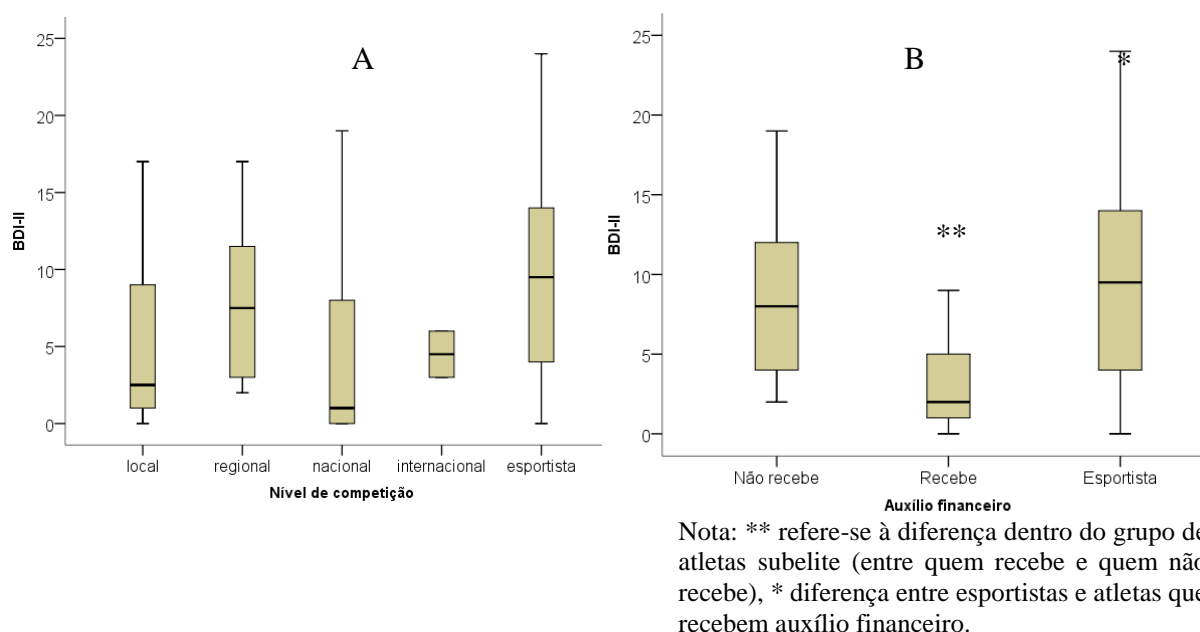 A
25
20
15
10
5
0
BDI-II
local regional nacional internacional esportista
Nível de competição
B
*
**
25
20
15
10
5
0
BDI-II
Não recebe Recebe Esportista
Auxílio financeiro
Nota: ** refere-se à diferença dentro do grupo de
atletas subelite (entre quem recebe e quem não
recebe), * diferença entre esportistas e atletas que
recebem auxílio financeiro.